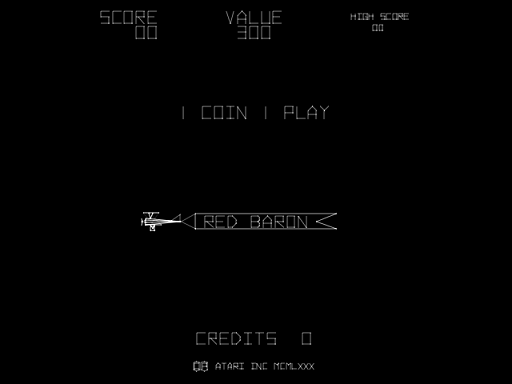 SCORE VALUE HIGH SCORE
00 300 00
1 COIN 1 PLAY
RED BARON
CREDITS 0
ATARI INC MCMLXXX